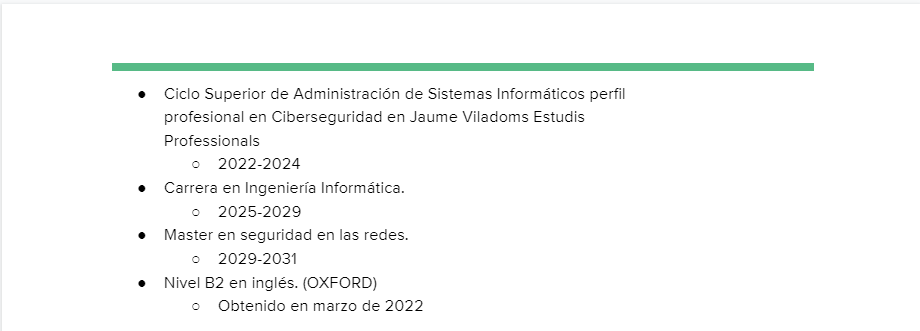 ● Ciclo Superior de Administración de Sistemas Informáticos perfil
profesional en Ciberseguridad en Jaume Viladoms Estudis
Professionals
○ 2022-2024
● Carrera en Ingeniería Informática.
○ 2025-2029
● Master en seguridad en las redes.
○ 2029-2031
● Nivel B2 en inglés. (OXFORD)
○ Obtenido en marzo de 2022